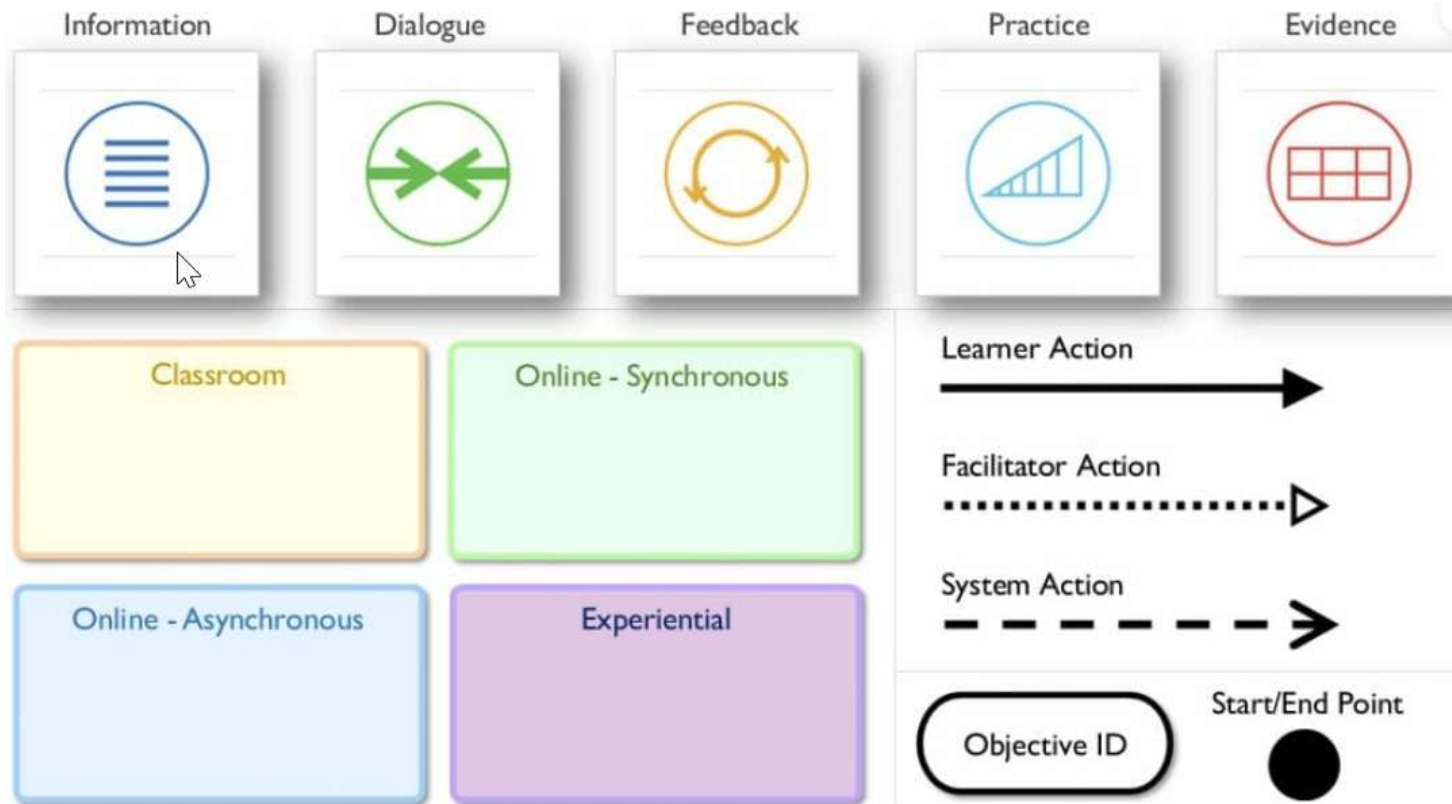 Information
Dialogue
Feedback
Practice
Evidence
Classroom
Online - Synchronous
Online - Asynchronous
Experiential
Learner Action
Facilitator Action
System Action
Objective ID
Start/End Point